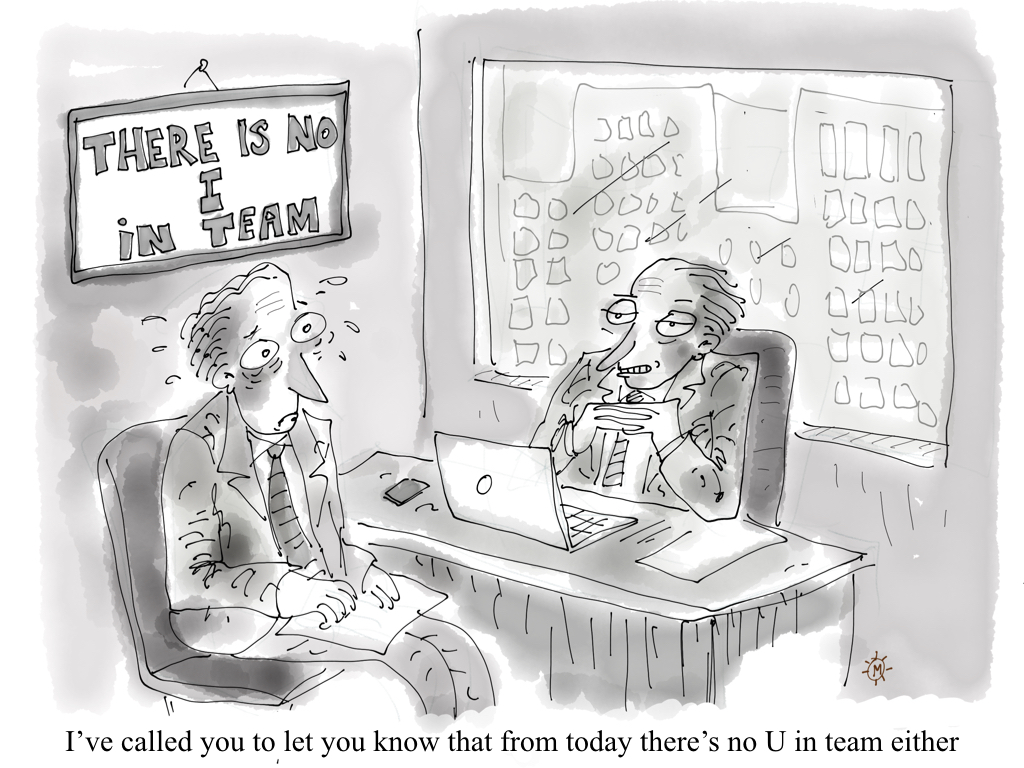 THERE IS NO
I
iN TEAM
M
I've called you to let you know that from today there's no U in team either